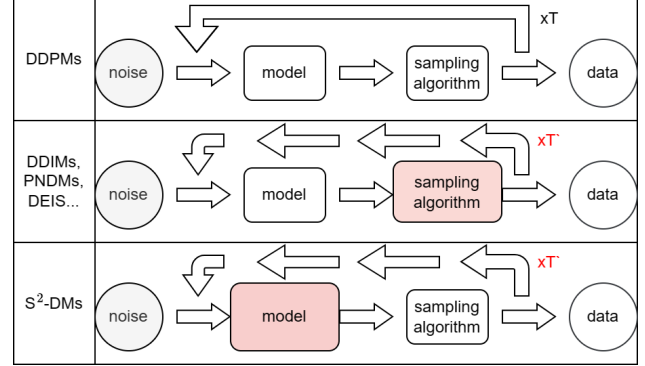 xT
DDPMs
noise
model
sampling
algorithm
data
xT`
DDIMs,
PNDMs,
DEIS...
noise
model
sampling
algorithm
data
xT`
S²-DMs
noise
model
sampling
algorithm
data